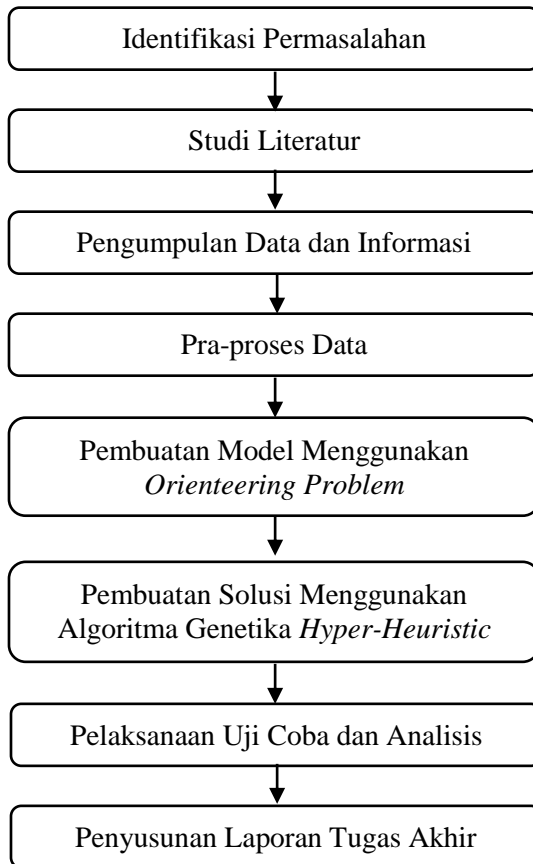 Identifikasi Permasalahan
Studi Literatur
Pengumpulan Data dan Informasi
Pra-proses Data
Pembuatan Model Menggunakan
Orienteering Problem
Pembuatan Solusi Menggunakan
Algoritma Genetika Hyper-Heuristic
Pelaksanaan Uji Coba dan Analisis
Penyusunan Laporan Tugas Akhir